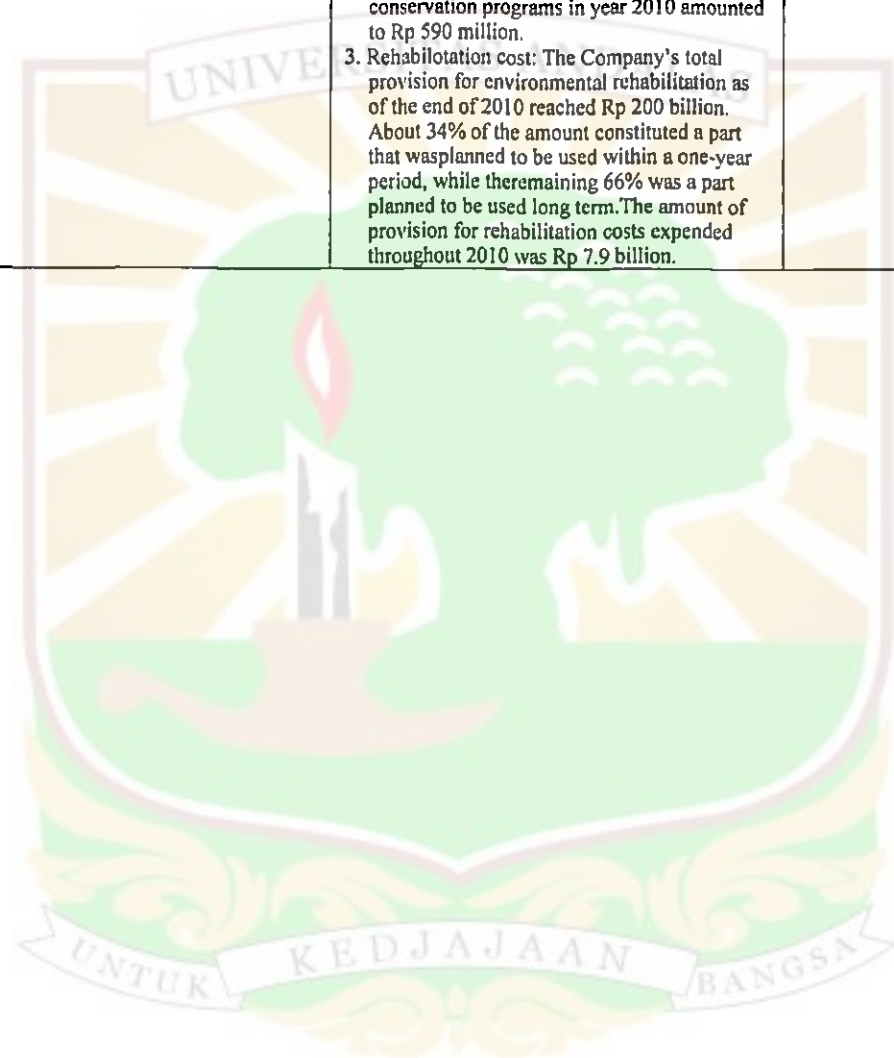 conservation programs in year 2010 amounted
to Rp 590 million.
3. Rehabilotation cost: The Company's total
provision for environmental rehabilitation as
of the end of 2010 reached Rp 200 billion.
About 34% of the amount constituted a part
that wasplanned to be used within a one-year
period, while theremaining 66% was a part
planned to be used long term.The amount of
provision for rehabilitation costs expended
throughout 2010 was Rp 7.9 billion.
UNIVERSITAS ANDALAS
UNTUK KEDJAJAAN BANGSA